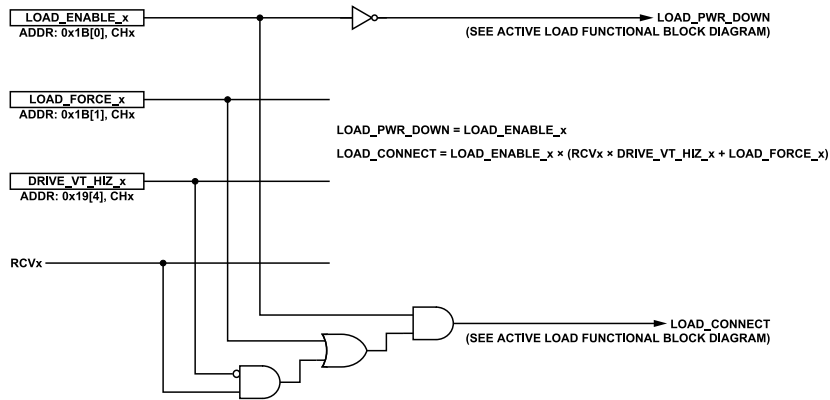 LOAD_ENABLE_x
ADDR: 0x1B[0], CHx
LOAD_PWR_DOWN
(SEE ACTIVE LOAD FUNCTIONAL BLOCK DIAGRAM)
LOAD_FORCE_x
ADDR: 0x1B[1], CHx
LOAD_PWR_DOWN = LOAD_ENABLE_x
LOAD_CONNECT = LOAD_ENABLE_x × (RCVx × DRIVE_VT_HIZ_x + LOAD_FORCE_x)
DRIVE_VT_HIZ_x
ADDR: 0x19[4], CHx
RCVx
LOAD_CONNECT
(SEE ACTIVE LOAD FUNCTIONAL BLOCK DIAGRAM)